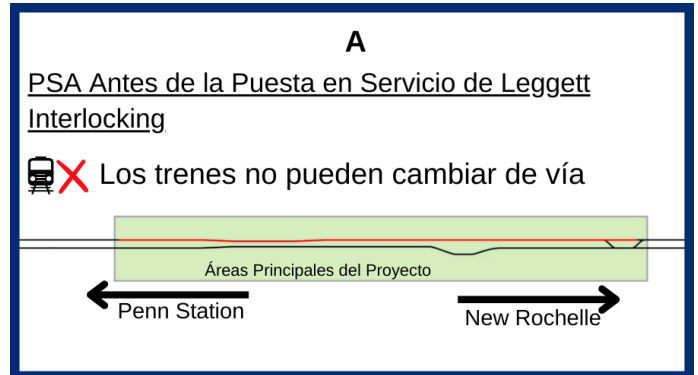 A
PSA Antes de la Puesta en Servicio de Leggett
Interlocking
Los trenes no pueden cambiar de vía
Áreas Principales del Proyecto
Penn Station
New Rochelle